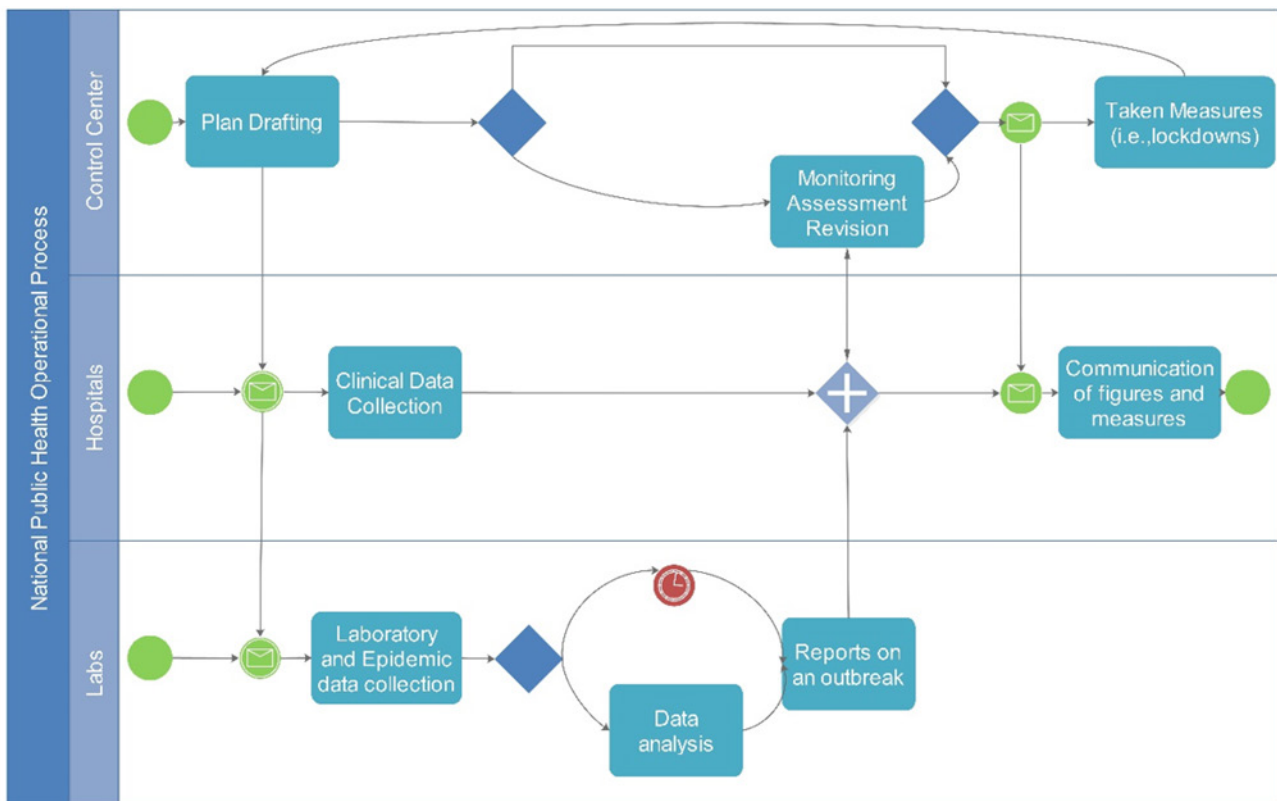 National Public Health Operational Process
Control Center
Plan Drafting
Monitoring
Assessment
Revision
Taken Measures
(i.e.,lockdowns)
Hospitals
Clinical Data
Collection
Communication
of figures and
measures
Labs
Laboratory
and Epidemic
data collection
Data
analysis
Reports on
an outbreak